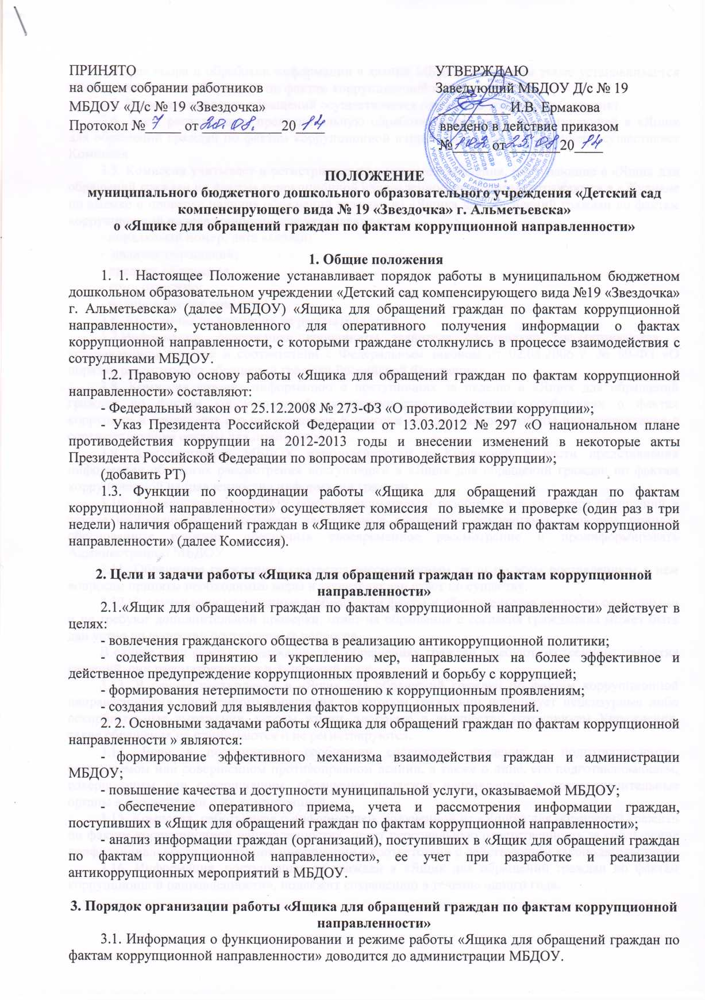 ПРИНЯТО
на общем собрании работников
МБДОУ «Д/с № 19 «Звездочка»
Протокол № 7 от 20.08. 2014
УТВЕРЖДАЮ
Заведующий МБДОУ Д/с № 19
И.В. Ермакова
введено в действие приказом
№ от 25.08 2014
ПОЛОЖЕНИЕ
муниципального бюджетного дошкольного образовательного учреждения «Детский сад
компенсирующего вида № 19 «Звездочка» г. Альметьевска»
о «Ящике для обращений граждан по фактам коррупционной направленности»
1. Общие положения
1. 1. Настоящее Положение устанавливает порядок работы в муниципальном бюджетном
дошкольном образовательном учреждении «Детский сад компенсирующего вида №19 «Звездочка»
г. Альметьевска» (далее МБДОУ) «Ящика для обращений граждан по фактам коррупционной
направленности», установленного для оперативного получения информации о фактах
коррупционной направленности, с которыми граждане столкнулись в процессе взаимодействия с
сотрудниками МБДОУ.
1.2. Правовую основу работы «Ящика для обращений граждан по фактам коррупционной
направленности» составляют:
- Федеральный закон от 25.12.2008 № 273-ФЗ «О противодействии коррупции»;
- Указ Президента Российской Федерации от 13.03.2012 № 297 «О национальном плане
противодействия коррупции на 2012-2013 годы и внесении изменений в некоторые акты
Президента Российской Федерации по вопросам противодействия коррупции»;
(добавить РТ)
1.3. Функции по координации работы «Ящика для обращений граждан по фактам
коррупционной направленности» осуществляет комиссия по выемке и проверке (один раз в три
недели) наличия обращений граждан в «Ящике для обращений граждан по фактам коррупционной
направленности» (далее Комиссия).
2. Цели и задачи работы «Ящика для обращений граждан по фактам коррупционной
направленности»
2.1.«Ящик для обращений граждан по фактам коррупционной направленности» действует в
целях:
- вовлечения гражданского общества в реализацию антикоррупционной политики;
- содействия принятию и укреплению мер, направленных на более эффективное и
действенное предупреждение коррупционных проявлений и борьбу с коррупцией;
- формирования нетерпимости по отношению к коррупционным проявлениям;
- создания условий для выявления фактов коррупционных проявлений.
2. 2. Основными задачами работы «Ящика для обращений граждан по фактам коррупционной
направленности » являются:
- формирование эффективного механизма взаимодействия граждан и администрации
МБДОУ;
- повышение качества и доступности муниципальной услуги, оказываемой МБДОУ;
- обеспечение оперативного приема, учета и рассмотрения информации граждан,
поступивших в «Ящик для обращений граждан по фактам коррупционной направленности»;
- анализ информации граждан (организаций), поступивших в «Ящик для обращений граждан
по фактам коррупционной направленности», ее учет при разработке и реализации
антикоррупционных мероприятий в МБДОУ.
3. Порядок организации работы «Ящика для обращений граждан по фактам коррупционной
направленности»
3.1. Информация о функционировании и режиме работы «Ящика для обращений граждан по
фактам коррупционной направленности» доводится до администрации МБДОУ.